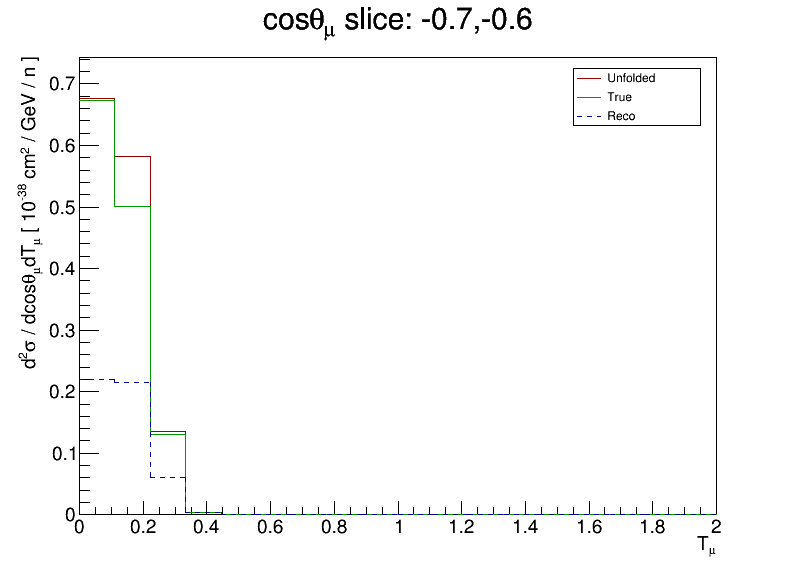 cosθμ slice: -0.7,-0.6
d²σ / dcosθμdTμ [ 10⁻³⁸ cm² / GeV / n ]
Unfolded
True
Reco
0.7
0.6
0.5
0.4
0.3
0.2
0.1
0
0 0.2 0.4 0.6 0.8 1 1.2 1.4 1.6 1.8 2
Tμ